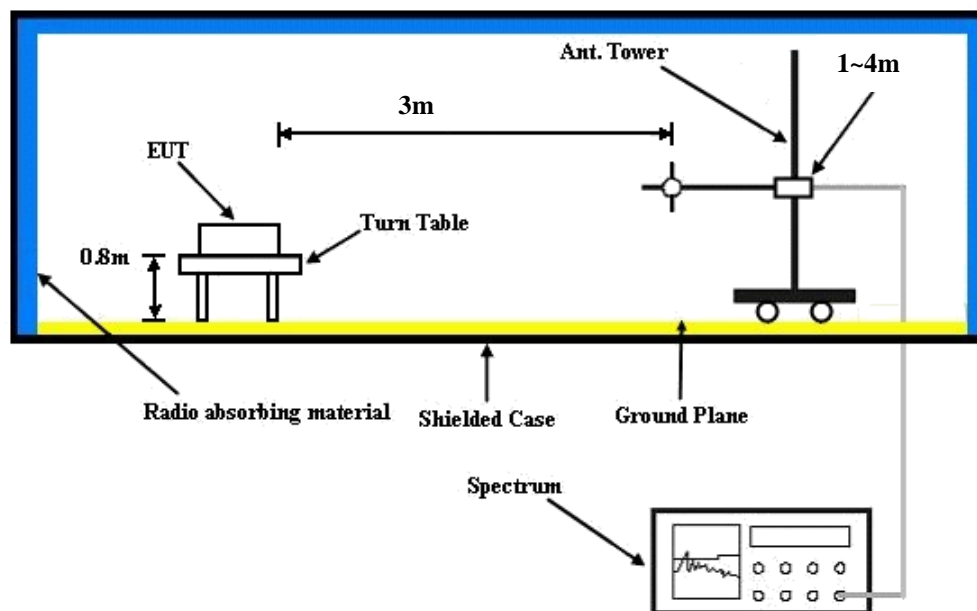 Ant. Tower
1~4m
3m
EUT
Turn Table
0.8m
Radio absorbing material
Shielded Case
Ground Plane
Spectrum